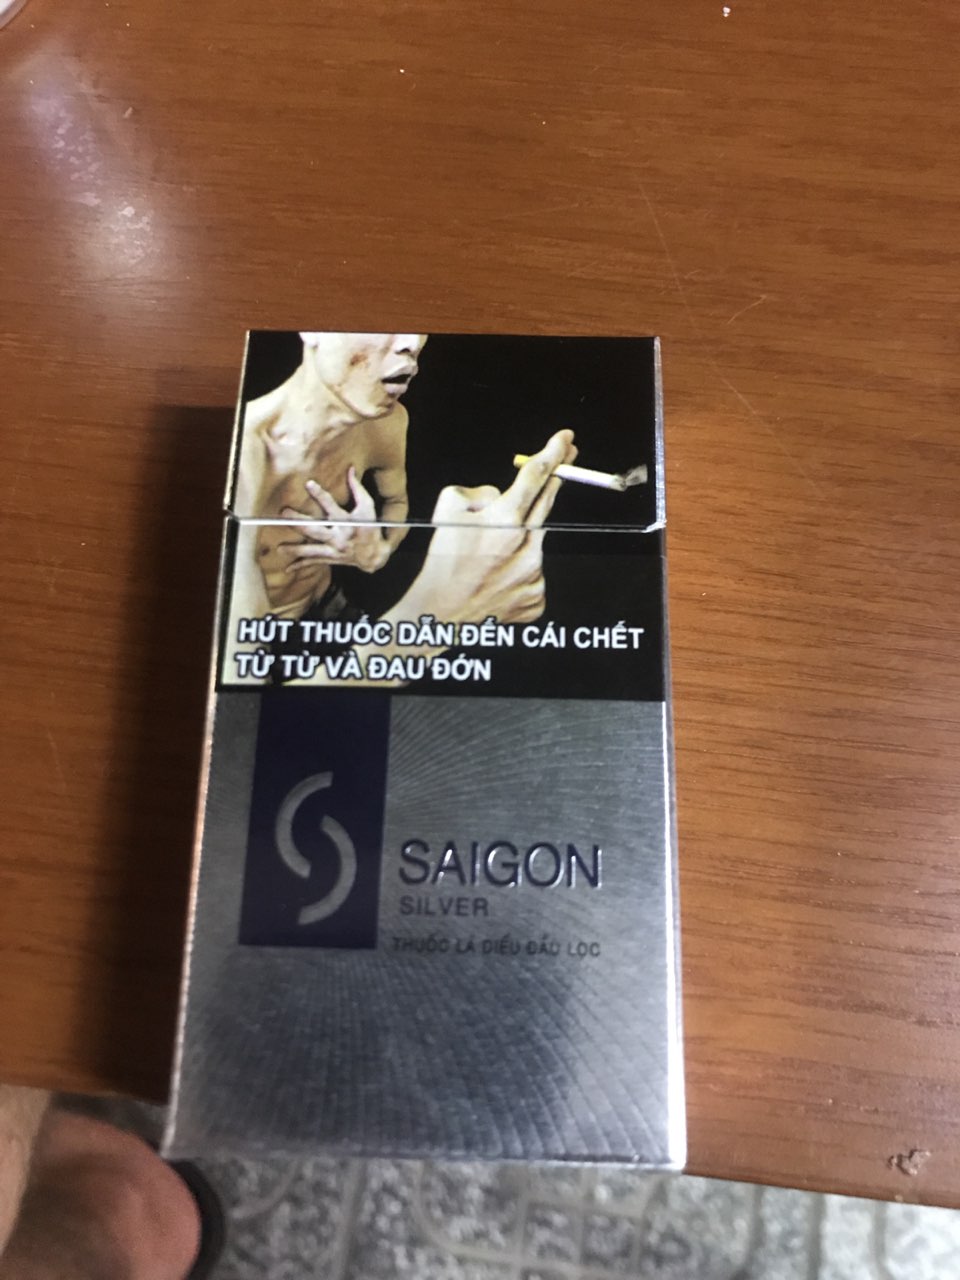 HÚT THUỐC DẪN ĐẾN CÁI CHẾT
TỪ TỪ VÀ ĐAU ĐỚN
SAIGON
SILVER
THUỐC LÁ ĐIẾU ĐẦU LỌC